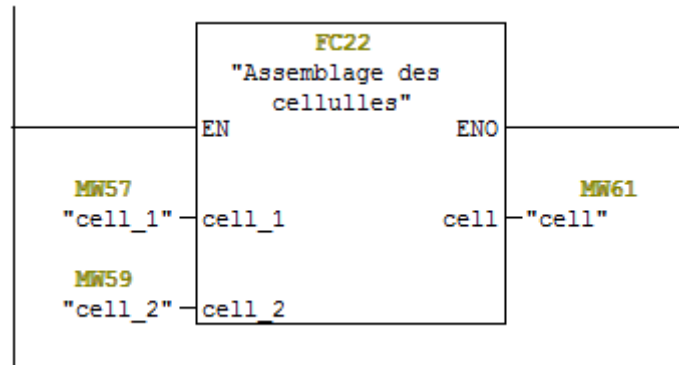 FC22
"Assemblage des
cellulles"
EN ENO
MW57 MW61
"cell_1" cell_1 cell "cell"
MW59
"cell_2" cell_2